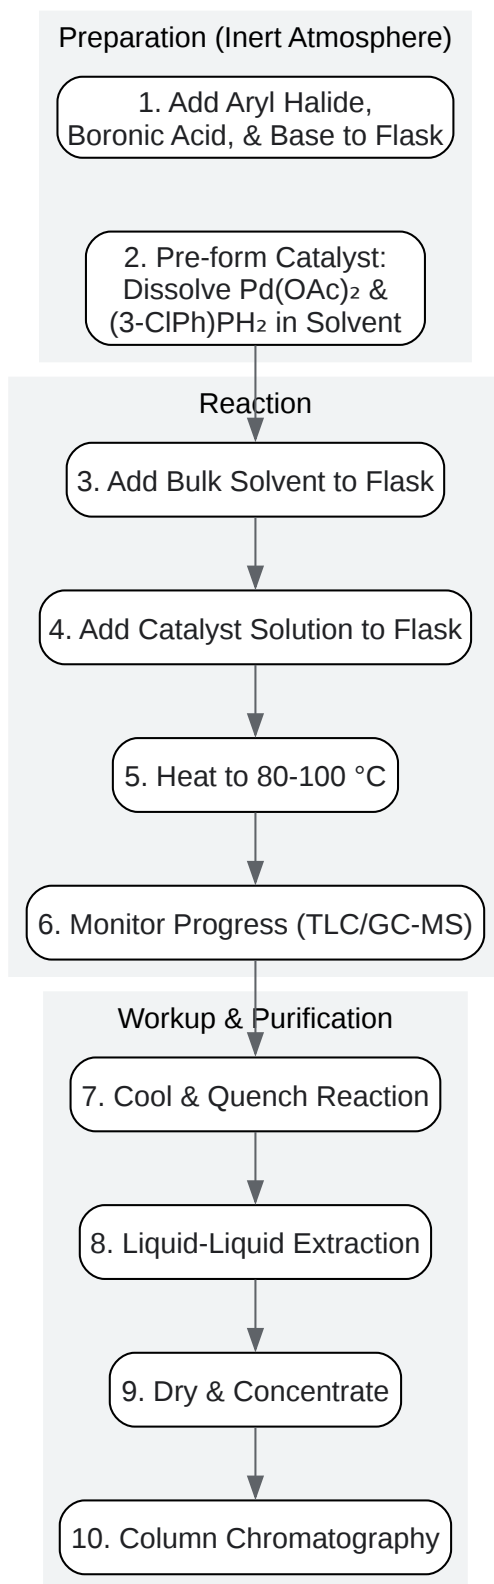 Preparation (Inert Atmosphere)
1. Add Aryl Halide,
Boronic Acid, & Base to Flask
2. Pre-form Catalyst:
Dissolve Pd(OAc)₂ &
(3-ClPh)PH₂ in Solvent
Reaction
3. Add Bulk Solvent to Flask
4. Add Catalyst Solution to Flask
5. Heat to 80-100 °C
6. Monitor Progress (TLC/GC-MS)
Workup & Purification
7. Cool & Quench Reaction
8. Liquid-Liquid Extraction
9. Dry & Concentrate
10. Column Chromatography